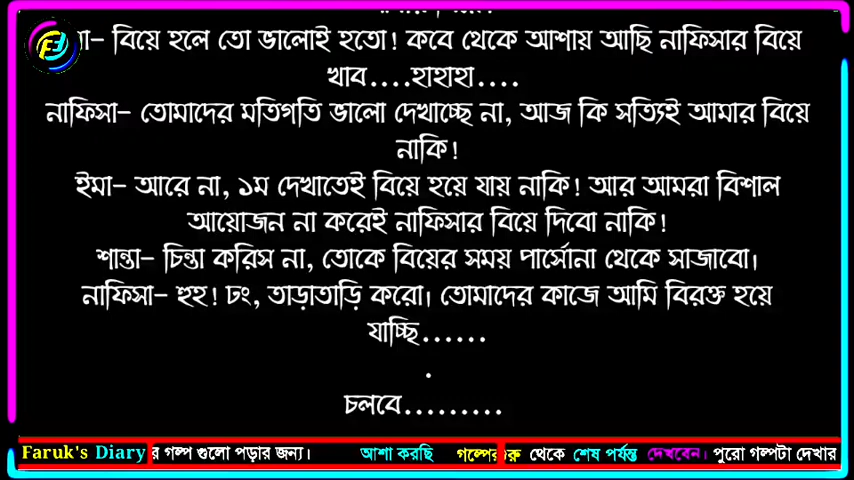 া– বিয়ে হলে তো ভালোই হতো! কবে থেকে আশায় আছি নাফিসার বিয়ে
খাব....হাহাহা....
নাফিসা– তোমাদের মতিগতি ভালো দেখাচ্ছে না, আজ কি সত্যিই আমার বিয়ে
নাকি!
ইমা– আরে না, ১ম দেখাতেই বিয়ে হয়ে যায় নাকি! আর আমরা বিশাল
আয়োজন না করেই নাফিসার বিয়ে দিবো নাকি!
শান্তা– চিন্তা করিস না, তোকে বিয়ের সময় পার্সোনা থেকে সাজাবো।
নাফিসা– হুহ! ঢং, তাড়াতাড়ি করো। তোমাদের কাজে আমি বিরক্ত হয়ে
যাচ্ছি......
.
চলবে.........
Faruk's Diary র গল্প গুলো পড়ার জন্য। আশা করছি গল্পের শুরু থেকে শেষ পর্যন্ত দেখবেন। পুরো গল্পটা দেখার